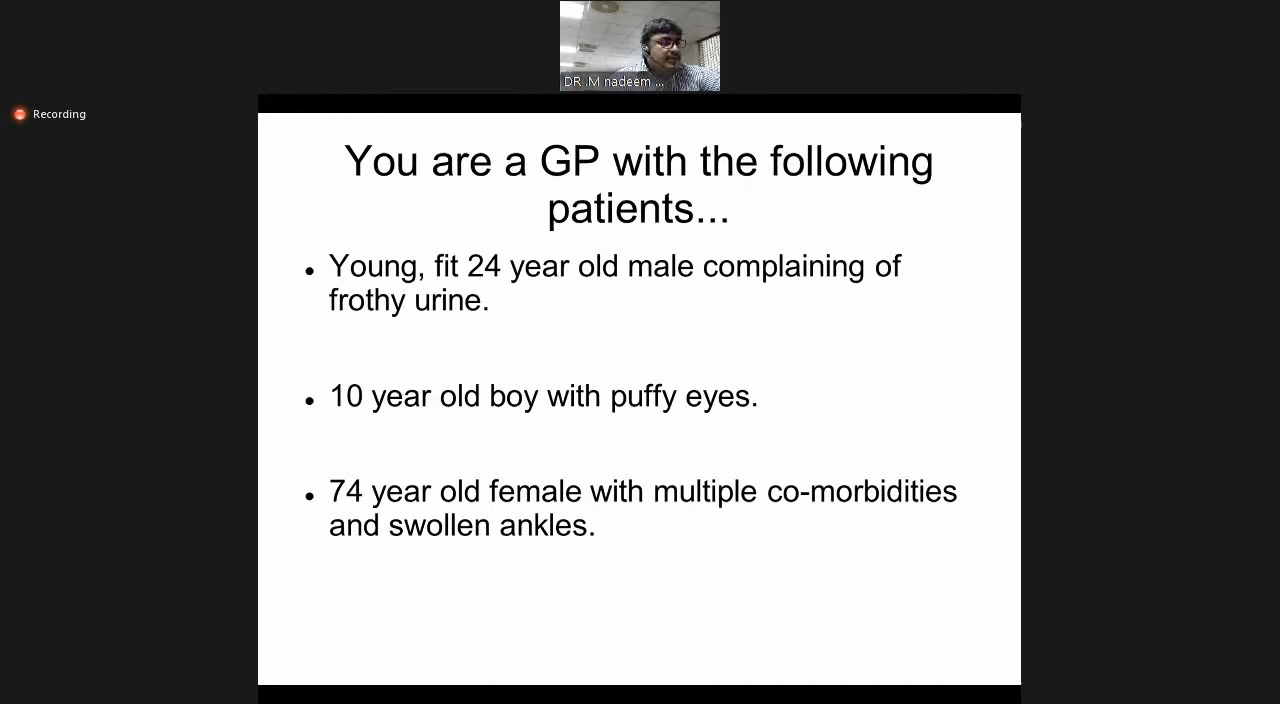 DR .M nadeem ...
Recording
You are a GP with the following
patients...
• Young, fit 24 year old male complaining of
frothy urine.
• 10 year old boy with puffy eyes.
• 74 year old female with multiple co-morbidities
and swollen ankles.